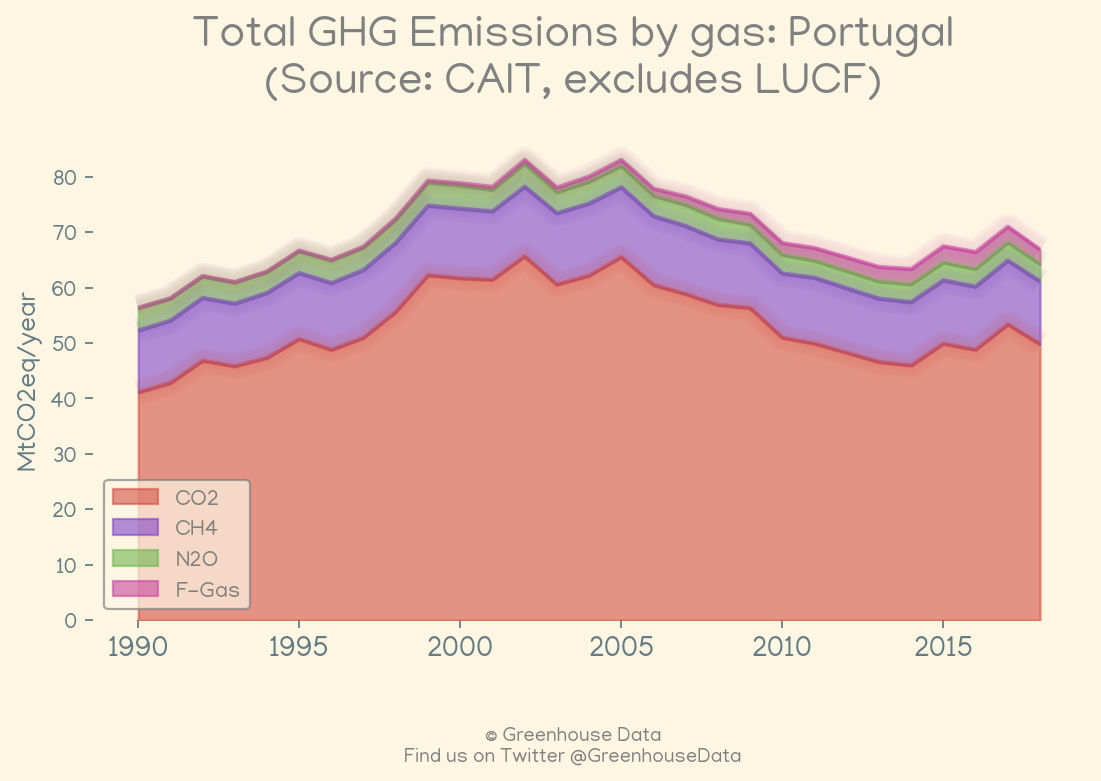 Total GHG Emissions by gas: Portugal
(Source: CAIT, excludes LUCF)
MtCO2eq/year
80
70
60
50
40
30
20
10
0
CO2
CH4
N2O
F-Gas
1990 1995 2000 2005 2010 2015
© Greenhouse Data
Find us on Twitter @GreenhouseData